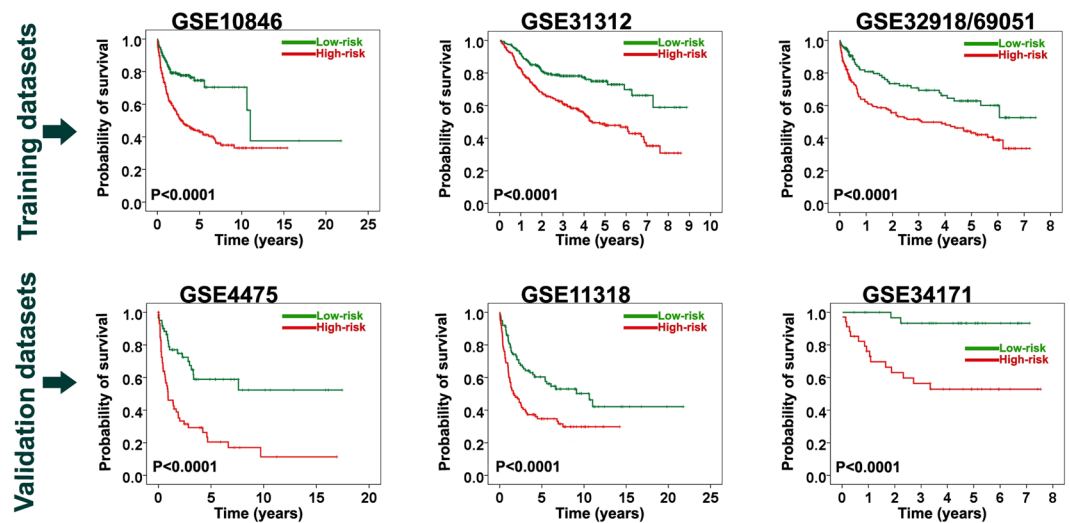 Training datasets
GSE10846
Probability of survival
1.0
0.8
0.6
0.4
0.2
0.0
Low-risk
High-risk
P<0.0001
0 5 10 15 20 25
Time (years)
GSE31312
Probability of survival
1.0
0.8
0.6
0.4
0.2
0.0
Low-risk
High-risk
P<0.0001
0 1 2 3 4 5 6 7 8 9 10
Time (years)
GSE32918/69051
Probability of survival
1.0
0.8
0.6
0.4
0.2
0.0
Low-risk
High-risk
P<0.0001
0 1 2 3 4 5 6 7 8
Time (years)
Validation datasets
GSE4475
Probability of survival
1.0
0.8
0.6
0.4
0.2
0.0
Low-risk
High-risk
P<0.0001
0 5 10 15 20
Time (years)
GSE11318
Probability of survival
1.0
0.8
0.6
0.4
0.2
0.0
Low-risk
High-risk
P<0.0001
0 5 10 15 20 25
Time (years)
GSE34171
Probability of survival
1.0
0.8
0.6
0.4
0.2
0.0
Low-risk
High-risk
P<0.0001
0 1 2 3 4 5 6 7 8
Time (years)